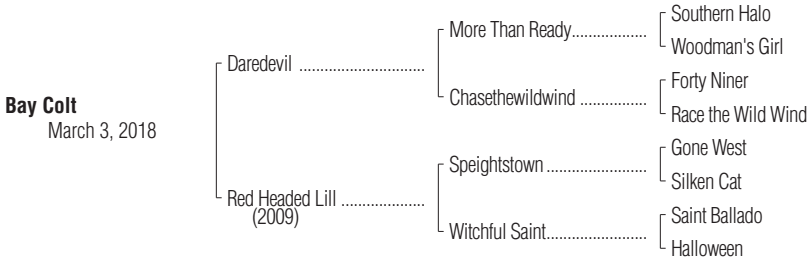 Southern Halo
More Than Ready..................
Woodman's Girl
Daredevil ..............................
Forty Niner
Chasethewildwind ................
Race the Wild Wind
Bay Colt
March 3, 2018
Gone West
Speightstown........................
Silken Cat
Red Headed Lill ....................
(2009)
Saint Ballado
Witchful Saint........................
Halloween